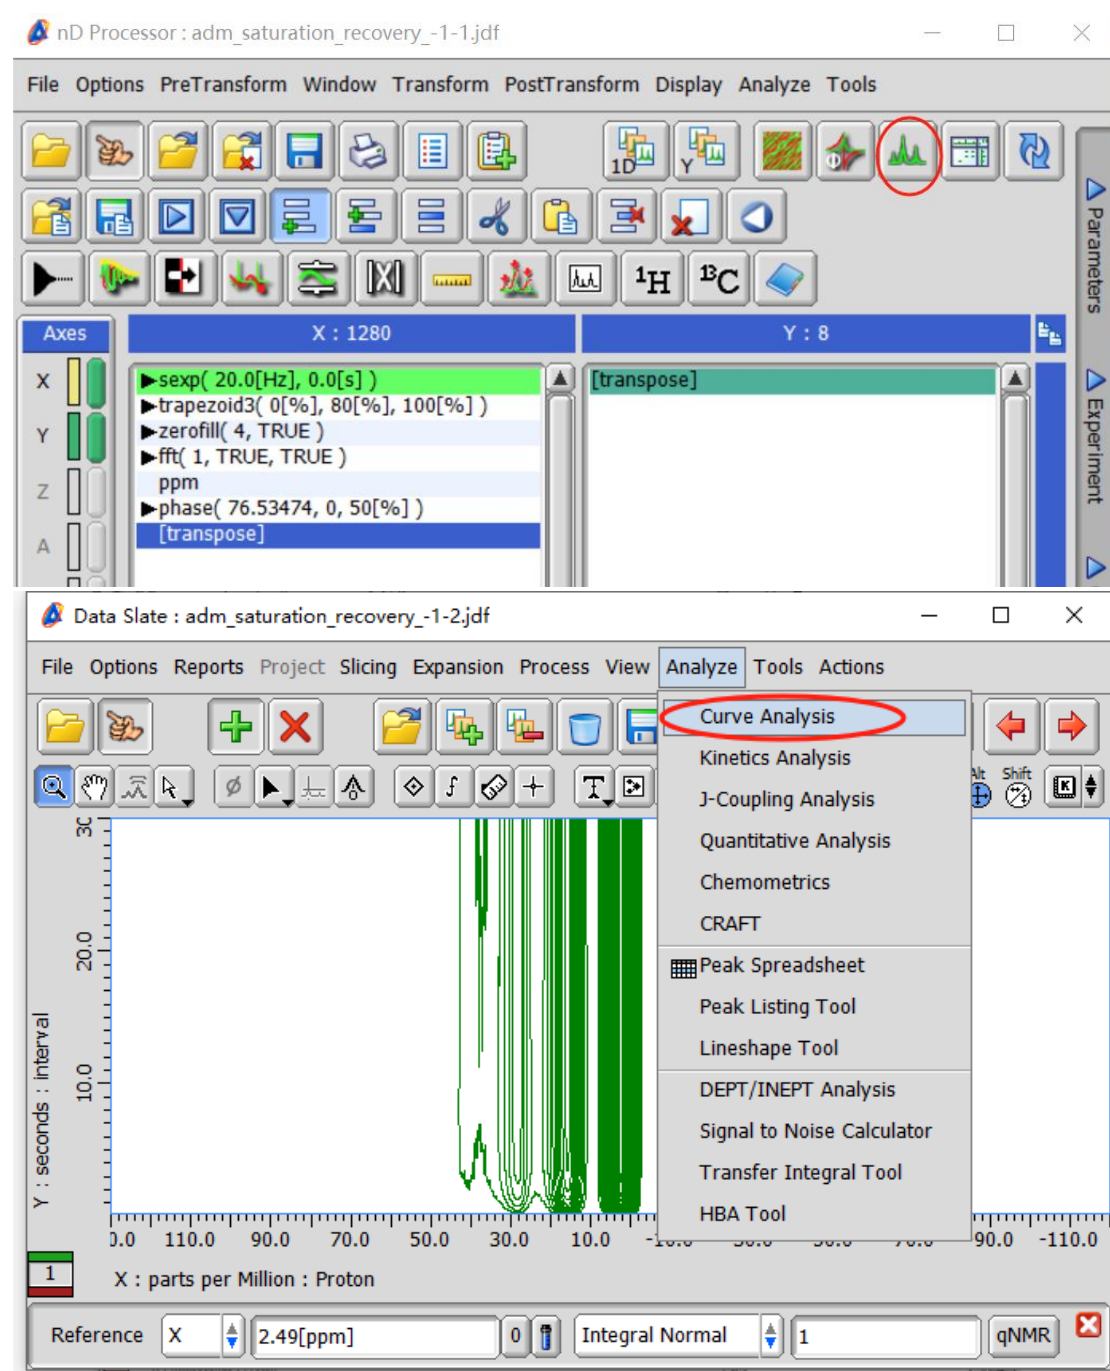 nD Processor : adm_saturation_recovery_-1-1.jdf
File Options PreTransform Window Transform PostTransform Display Analyze Tools
1D Y Φ
1H 13C
Axes X : 1280 Y : 8
X ▶sexp( 20.0[Hz], 0.0[s] ) [transpose]
▶trapezoid3( 0[%], 80[%], 100[%] )
Y ▶zerofill( 4, TRUE )
▶fft( 1, TRUE, TRUE )
Z ppm
▶phase( 76.53474, 0, 50[%] )
A [transpose]
Parameters
Experiment
Data Slate : adm_saturation_recovery_-1-2.jdf
File Options Reports Project Slicing Expansion Process View Analyze Tools Actions
Curve Analysis
Kinetics Analysis
J-Coupling Analysis
Quantitative Analysis
Chemometrics
CRAFT
Peak Spreadsheet
Peak Listing Tool
Lineshape Tool
DEPT/INEPT Analysis
Signal to Noise Calculator
Transfer Integral Tool
HBA Tool
Shift
T K
20.0
10.0
Y : seconds : interval
110.0 90.0 70.0 50.0 30.0 10.0 -110.0
1 X : parts per Million : Proton
Reference X 2.49[ppm] 0 Integral Normal 1 qNMR